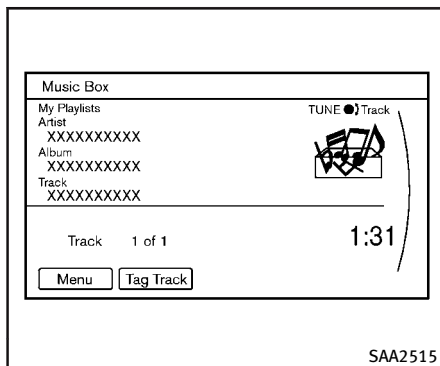 Music Box
My Playlists
TUNE Track
Artist
XXXXXXXXXX
Album
XXXXXXXXXX
Track
XXXXXXXXXX
Track 1 of 1 1:31
Menu Tag Track
SAA2515